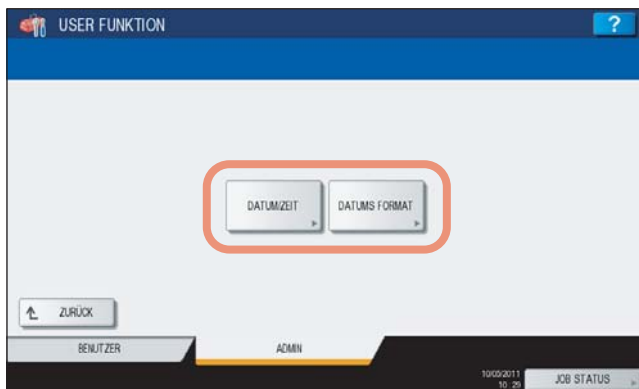 USER FUNKTION
?
DATUM/ZEIT
DATUMS FORMAT
ZURÜCK
BENUTZER
ADMIN
10/03/2011
10 : 29
JOB STATUS